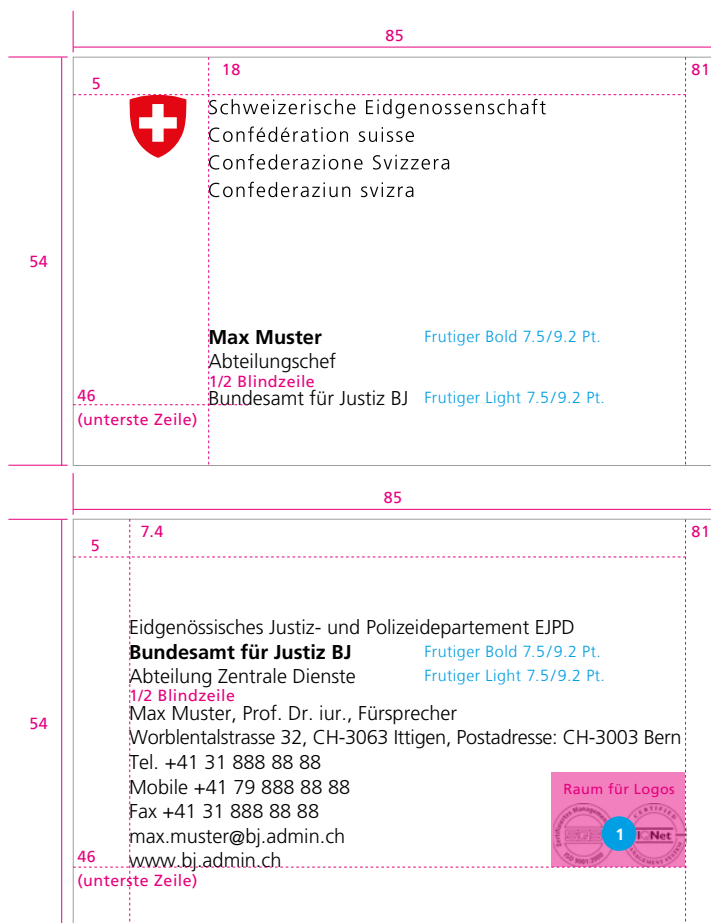 85
54
5
18
81
Schweizerische Eidgenossenschaft
Confédération suisse
Confederazione Svizzera
Confederaziun svizra
Max Muster
Frutiger Bold 7.5/9.2 Pt.
Abteilungschef
1/2 Blindzeile
Bundesamt für Justiz BJ
Frutiger Light 7.5/9.2 Pt.
46
(unterste Zeile)
85
54
5
7.4
81
Eidgenössisches Justiz- und Polizeidepartement EJPD
Bundesamt für Justiz BJ
Frutiger Bold 7.5/9.2 Pt.
Abteilung Zentrale Dienste
Frutiger Light 7.5/9.2 Pt.
1/2 Blindzeile
Max Muster, Prof. Dr. iur., Fürsprecher
Worblentalstrasse 32, CH-3063 Ittigen, Postadresse: CH-3003 Bern
Tel. +41 31 888 88 88
Mobile +41 79 888 88 88
Fax +41 31 888 88 88
max.muster@bj.admin.ch
www.bj.admin.ch
46
(unterste Zeile)
Raum für Logos
SGS
1
Net
CERTIFIED
ISO 9001:2000